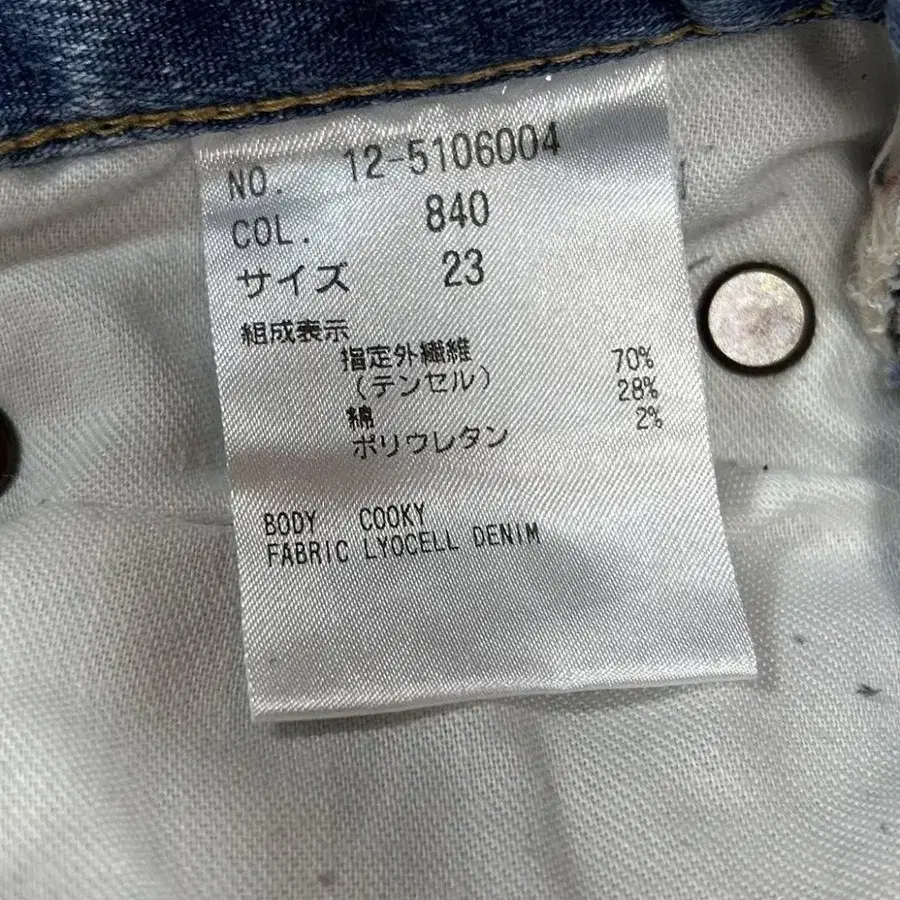 NO. 12-5106004
COL. 840
サイズ 23
組成表示
指定外繊維 70%
(テンセル) 28%
綿 2%
ポリウレタン
BODY COOKY
FABRIC LYOCELL DENIM